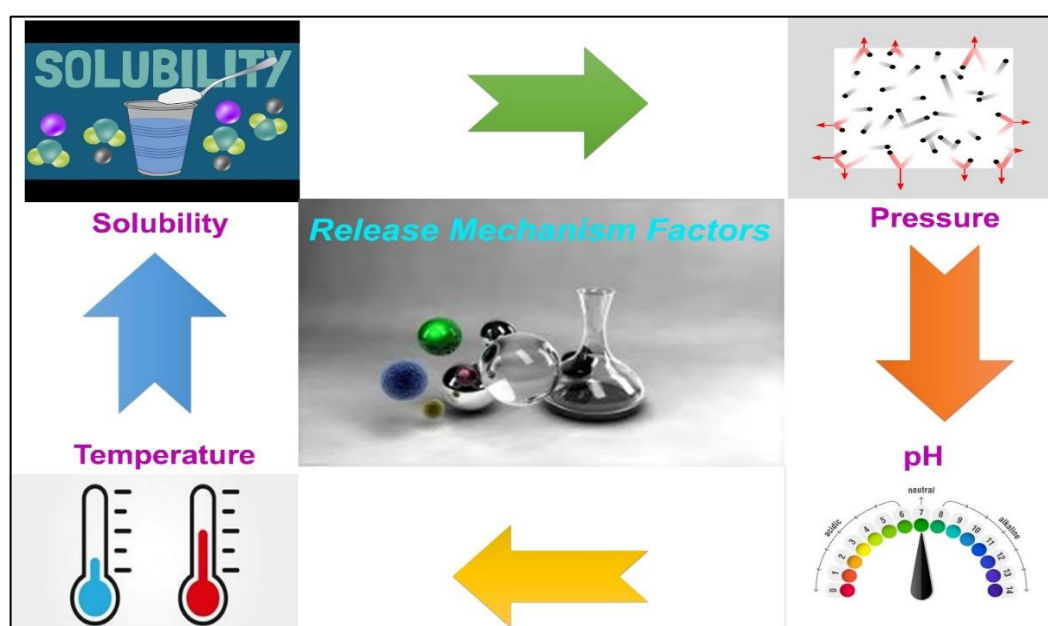 SOLUBILITY
Solubility
Release Mechanism Factors
Pressure
Temperature
pH
neutral
acidic
alkaline
0
1
2
3
4
5
6
7
8
9
10
11
12
13
14